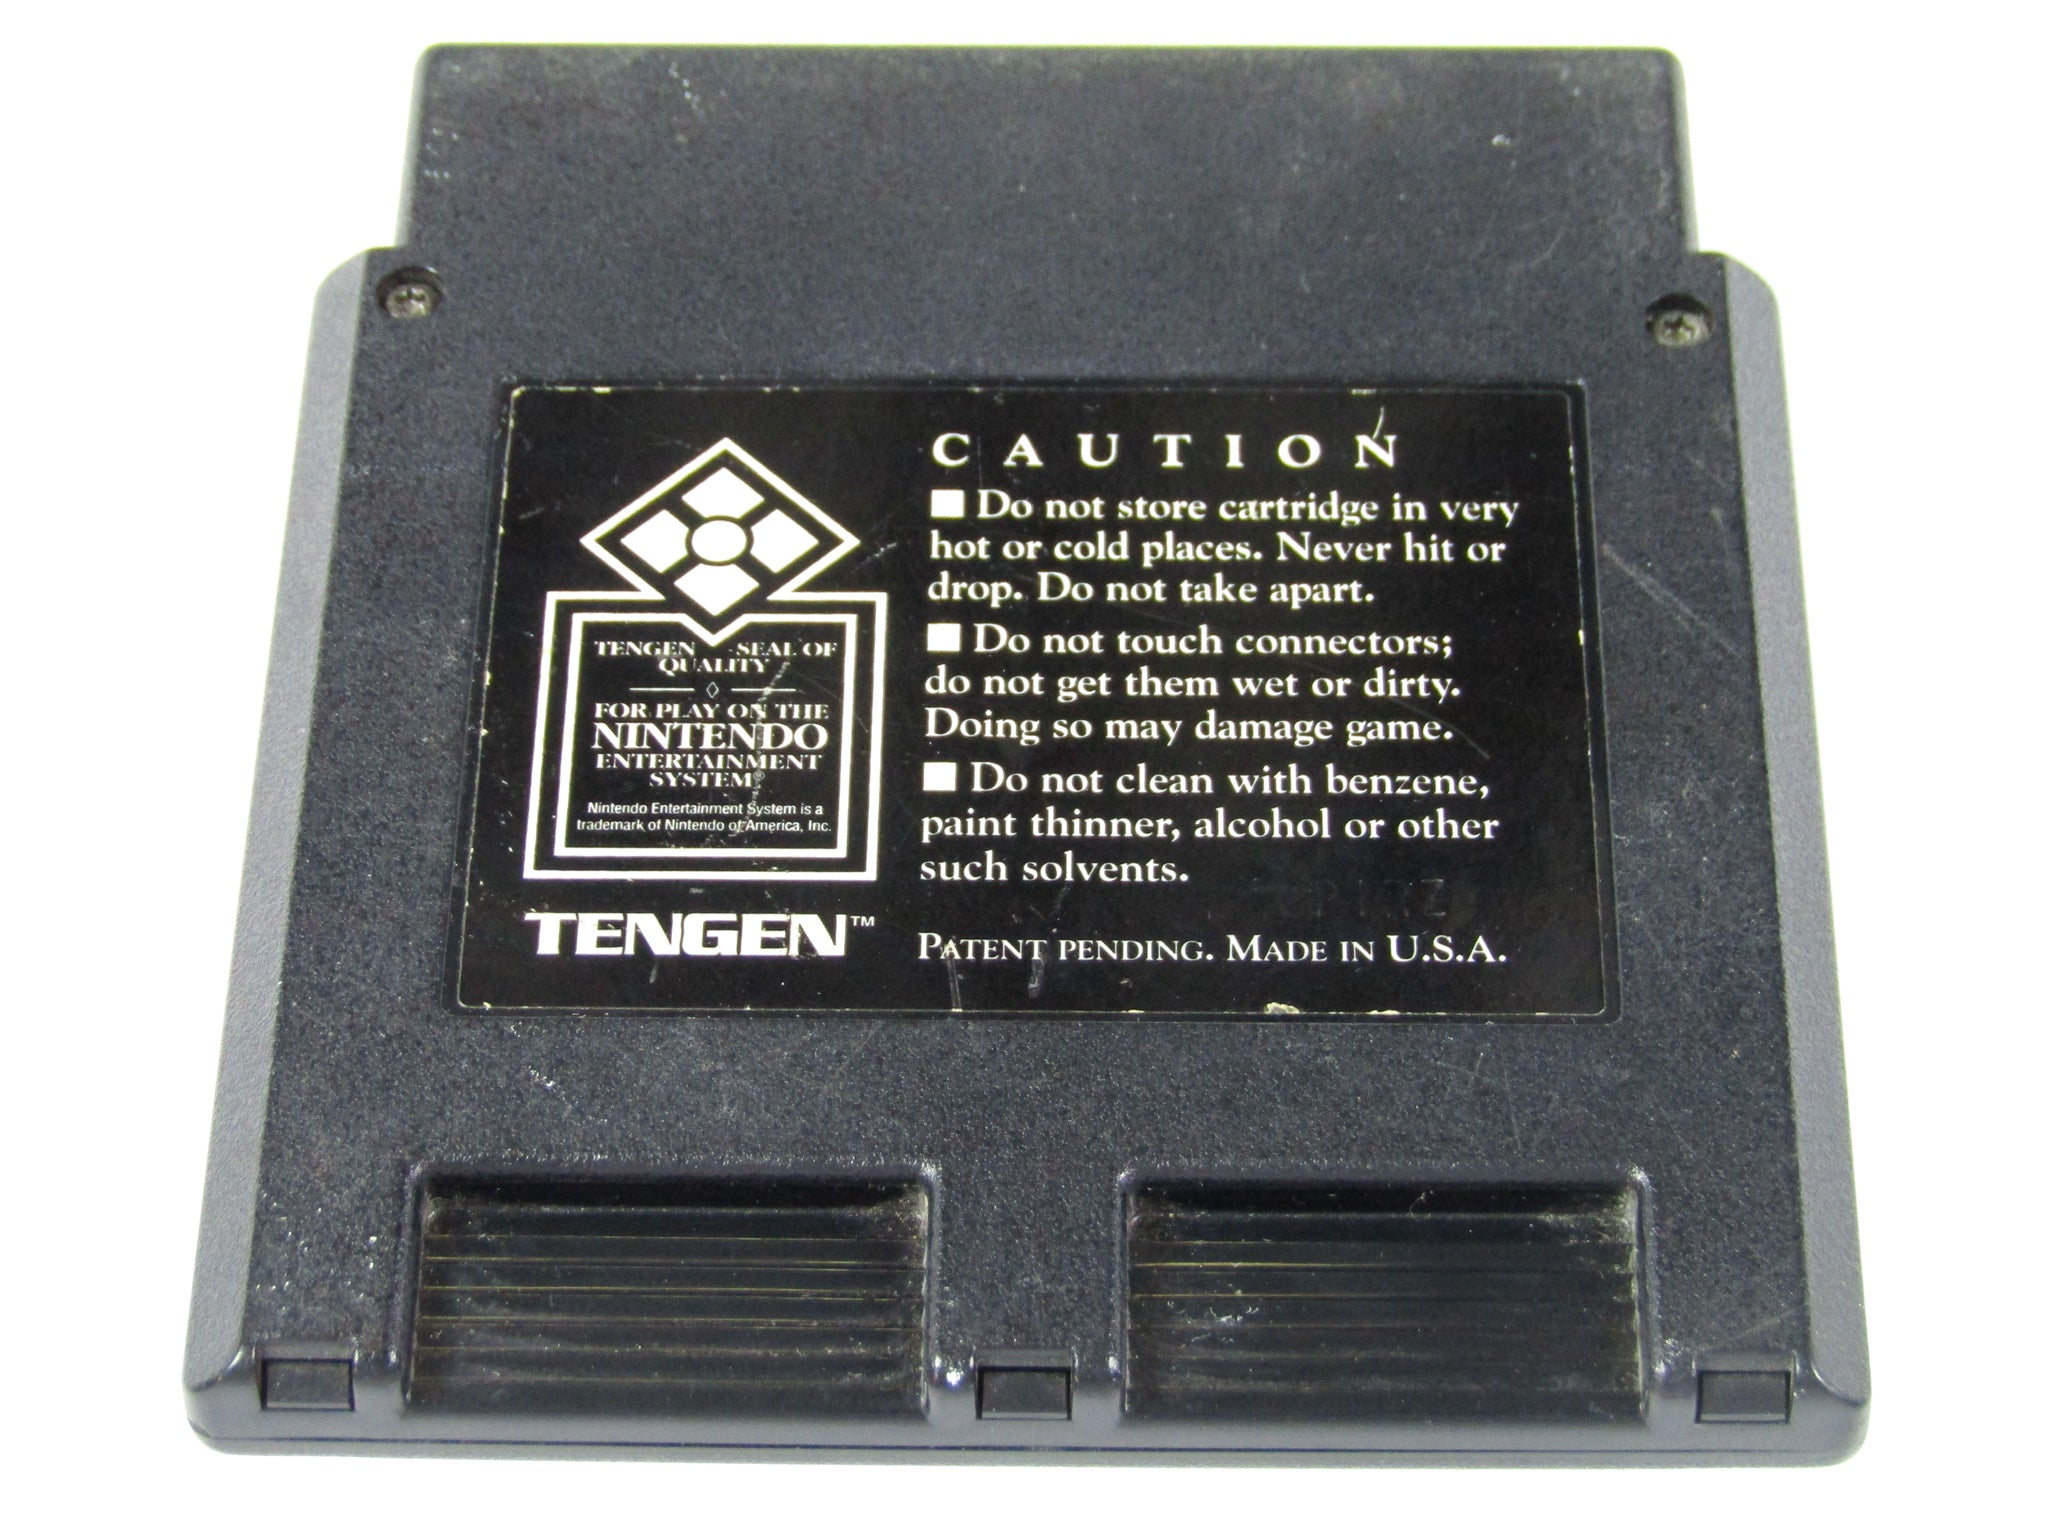 TENGEN SEAL OF
QUALITY
FOR PLAY ON THE
NINTENDO
ENTERTAINMENT
SYSTEM®
Nintendo Entertainment System is a
trademark of Nintendo of America, Inc.
TENGEN™
CAUTION
■ Do not store cartridge in very
hot or cold places. Never hit or
drop. Do not take apart.
■ Do not touch connectors;
do not get them wet or dirty.
Doing so may damage game.
■ Do not clean with benzene,
paint thinner, alcohol or other
such solvents.
PATENT PENDING. MADE IN U.S.A.